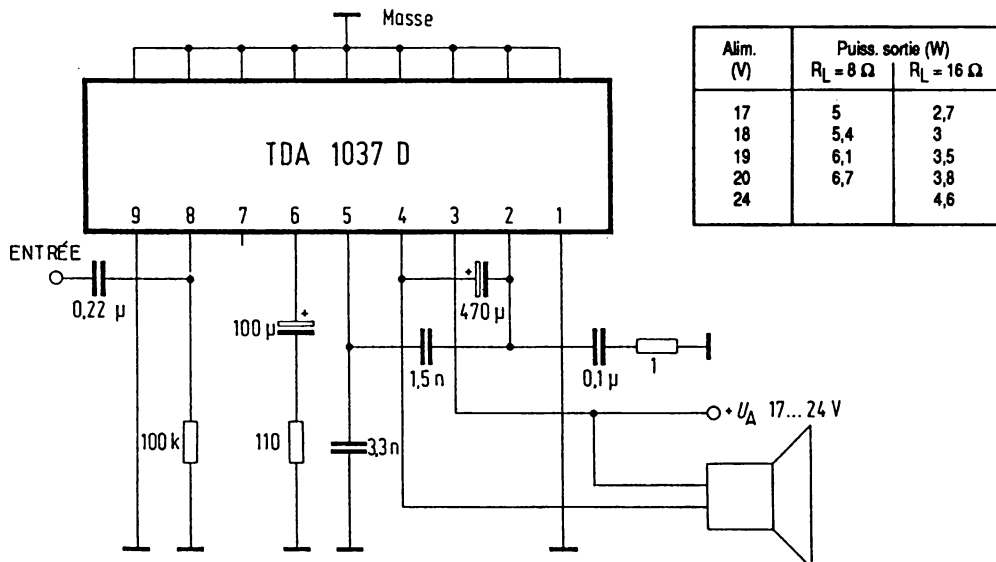 Masse
TDA 1037 D
9 8 7 6 5 4 3 2 1
ENTRÉE
0,22 µ
100 µ
+
+
470 µ
1,5 n
0,1 µ
1
100 k
110
3,3 n
+ U_A 17... 24 V
Alim. (V)
Puiss. sortie (W)
R_L = 8 Ω R_L = 16 Ω
17 5 2,7
18 5,4 3
19 6,1 3,5
20 6,7 3,8
24 4,6